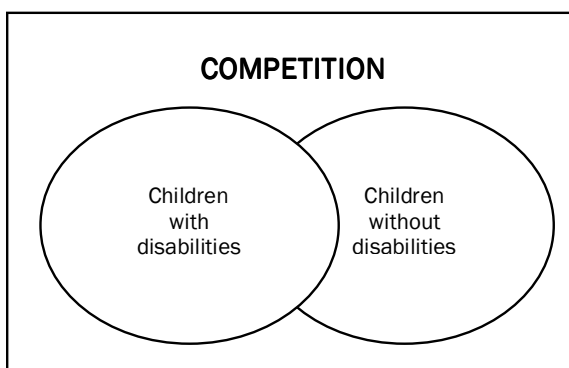 COMPETITION
Children
with
disabilities
Children
without
disabilities